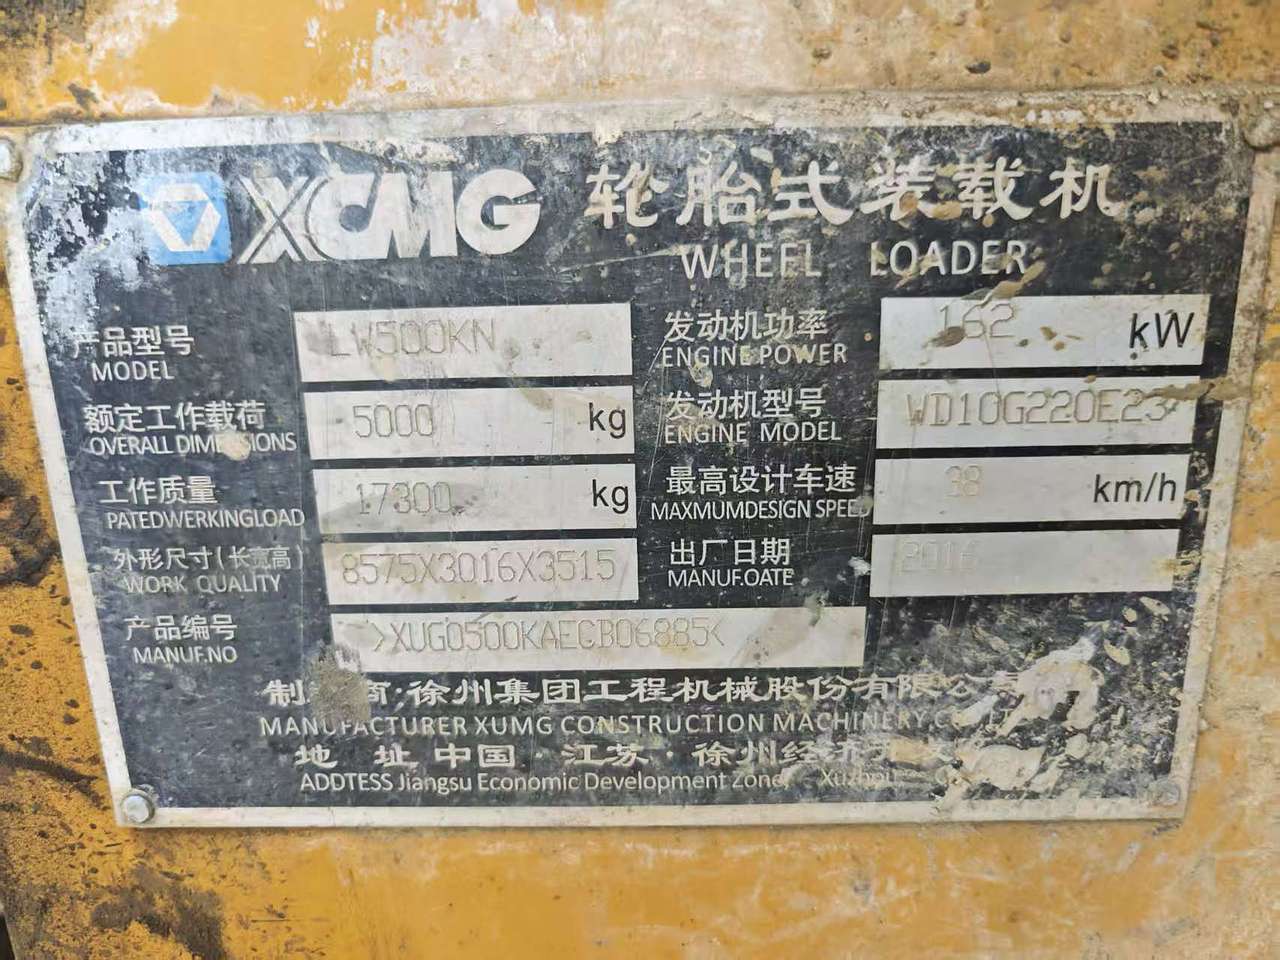 XCMG 轮胎式装载机
WHEEL LOADER
产品型号 LW500KN
MODEL
额定工作载荷 5000 kg
OVERALL DIMENSIONS
工作质量 17300 kg
PATEDWERKINGLOAD
外形尺寸(长宽高) 8575X3016X3515
WORK QUALITY
产品编号 >XUG0500KAECB06885<
MANUF.NO
发动机功率 162 kW
ENGINE POWER
发动机型号 WD10G220E23
ENGINE MODEL
最高设计车速 38 km/h
MAXMUMDESIGN SPEED
出厂日期 2016
MANUF.OATE
制 商:徐州集团工程机械股份有限公
MANUFACTURER XUMG CONSTRUCTION MACHINERY
地 址 中国·江苏·徐州经济开
ADDTESS Jiangsu Economic Development Zone, Xuzhou